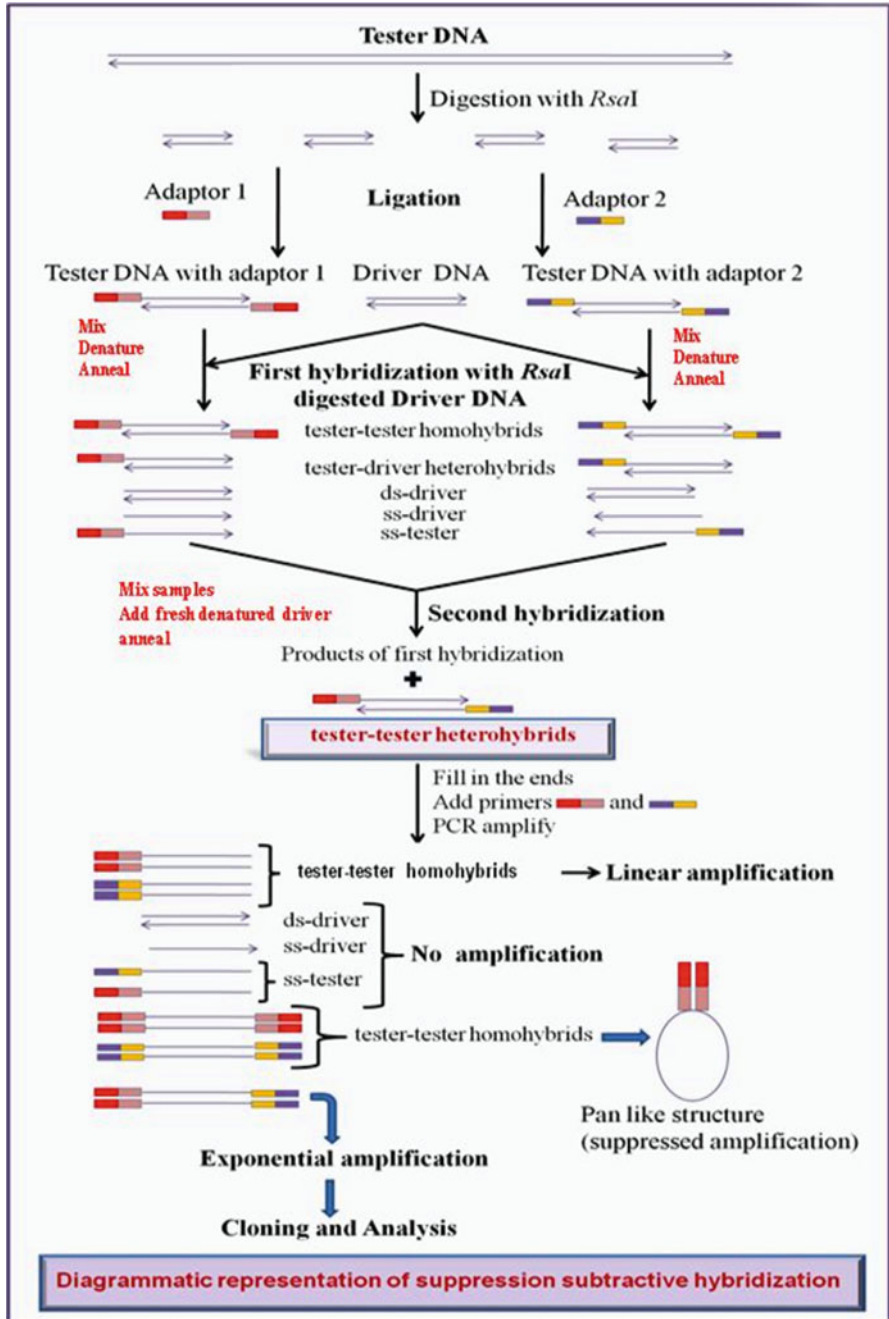 Tester DNA
Digestion with RsaI
Adaptor 1
Ligation
Adaptor 2
Tester DNA with adaptor 1
Driver DNA
Tester DNA with adaptor 2
Mix
Denature
Anneal
Mix
Denature
Anneal
First hybridization with RsaI
digested Driver DNA
tester-tester homohybrids
tester-driver heterohybrids
ds-driver
ss-driver
ss-tester
Mix samples
Add fresh denatured driver
anneal
Second hybridization
Products of first hybridization
+
tester-tester heterohybrids
Fill in the ends
Add primers and
PCR amplify
tester-tester homohybrids
Linear amplification
ds-driver
ss-driver
No amplification
ss-tester
tester-tester homohybrids
Pan like structure
(suppressed amplification)
Exponential amplification
Cloning and Analysis
Diagrammatic representation of suppression subtractive hybridization